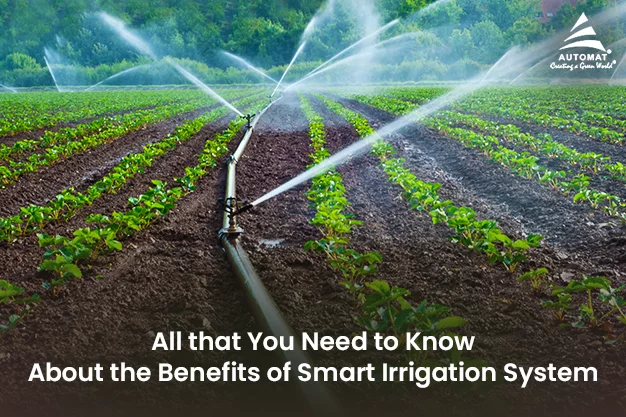 AUTOMAT
Creating a Green World
All that You Need to Know
About the Benefits of Smart Irrigation System